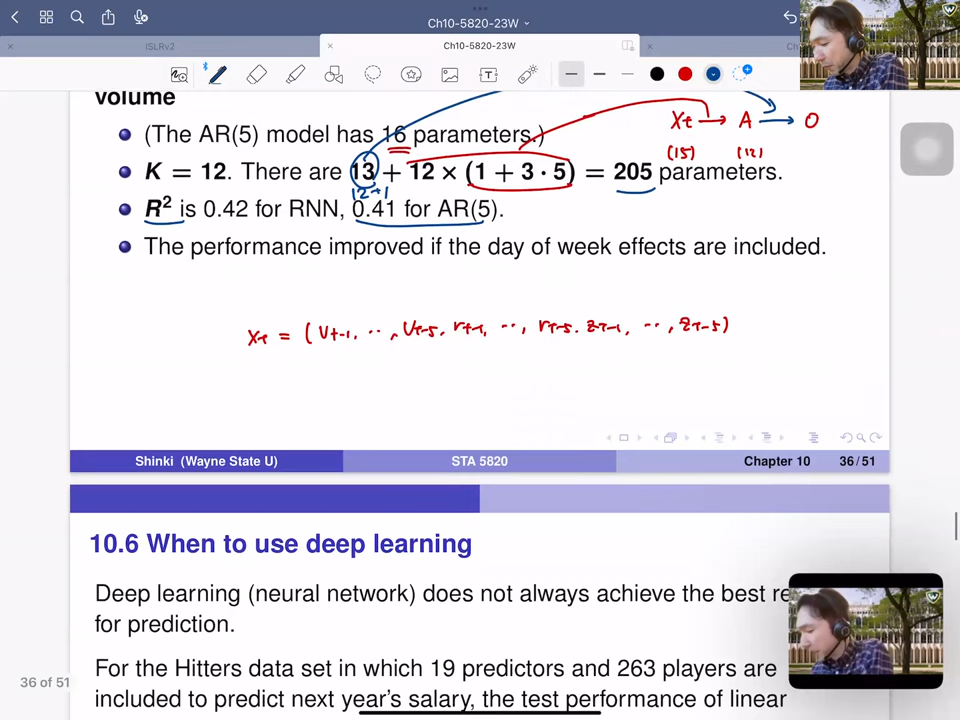 Ch10-5820-23W
ISLRv2
Ch10-5820-23W
Ch
volume
(The AR(5) model has 16 parameters.)
Xt → A → O
(15) (12)
K = 12. There are 13 + 12 × (1 + 3 · 5) = 205 parameters.
12+1
R² is 0.42 for RNN, 0.41 for AR(5).
The performance improved if the day of week effects are included.
Xt = (Vt-1, ··, Vt-5, rt-1, ··, rt-5, zt-1, ··, zt-5)
Shinki (Wayne State U) STA 5820 Chapter 10 36/51
10.6 When to use deep learning
Deep learning (neural network) does not always achieve the best re
for prediction.
For the Hitters data set in which 19 predictors and 263 players are
36 of 51
included to predict next year's salary, the test performance of linear